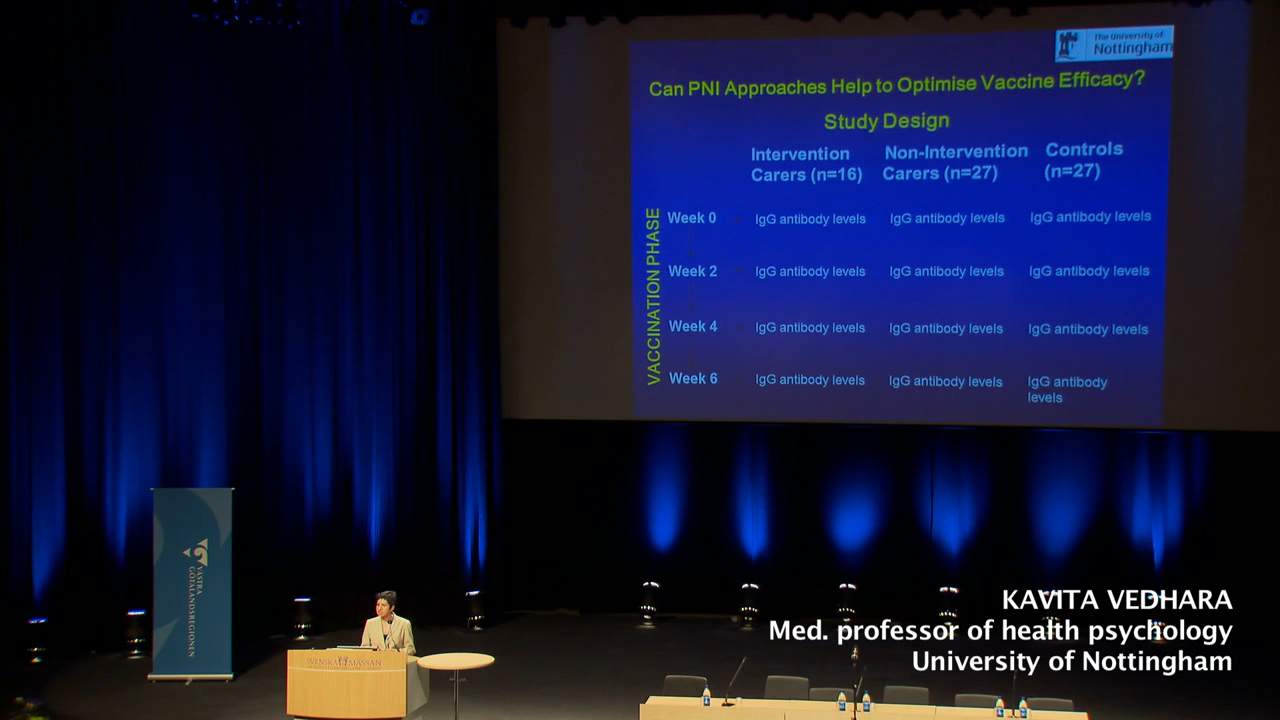 The University of
Nottingham
Can PNI Approaches Help to Optimise Vaccine Efficacy?
Study Design
Intervention
Carers (n=16)
Non-Intervention
Carers (n=27)
Controls
(n=27)
VACCINATION PHASE
Week 0
IgG antibody levels
IgG antibody levels
IgG antibody levels
Week 2
IgG antibody levels
IgG antibody levels
IgG antibody levels
Week 4
IgG antibody levels
IgG antibody levels
IgG antibody levels
Week 6
IgG antibody levels
IgG antibody levels
IgG antibody
levels
VÄSTRA
GÖTALANDSREGIONEN
SVENSKA MÄSSAN
KAVITA VEDHARA
Med. professor of health psychology
University of Nottingham